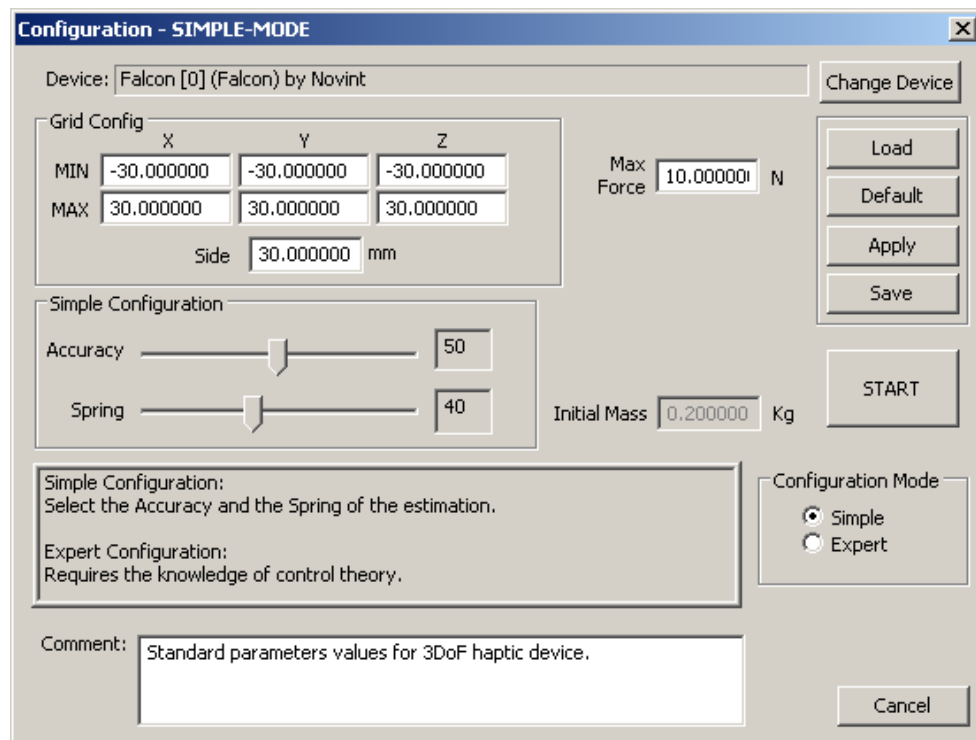 Configuration - SIMPLE-MODE
Device: Falcon [0] (Falcon) by Novint
Change Device
Grid Config
X Y Z
MIN -30.000000 -30.000000 -30.000000
MAX 30.000000 30.000000 30.000000
Side 30.000000 mm
Max
Force 10.000000 N
Load
Default
Apply
Save
Simple Configuration
Accuracy 50
Spring 40
Initial Mass 0.200000 Kg
START
Simple Configuration:
Select the Accuracy and the Spring of the estimation.
Expert Configuration:
Requires the knowledge of control theory.
Configuration Mode
Simple
Expert
Comment: Standard parameters values for 3DoF haptic device.
Cancel